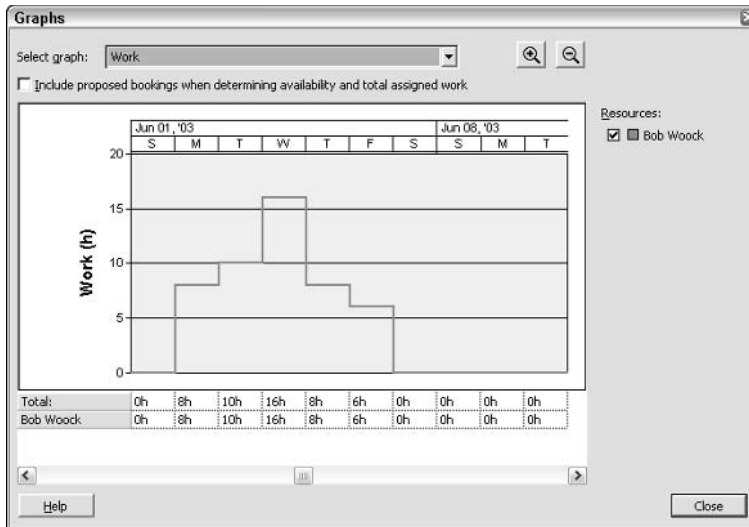 Graphs
Select graph: Work
Include proposed bookings when determining availability and total assigned work
Resources:
Bob Woock
Jun 01, '03 Jun 08, '03
S M T W T F S S M T
20
15
10
5
0
Work (h)
Total: 0h 8h 10h 16h 8h 6h 0h 0h 0h 0h
Bob Woock 0h 8h 10h 16h 8h 6h 0h 0h 0h 0h
Help Close